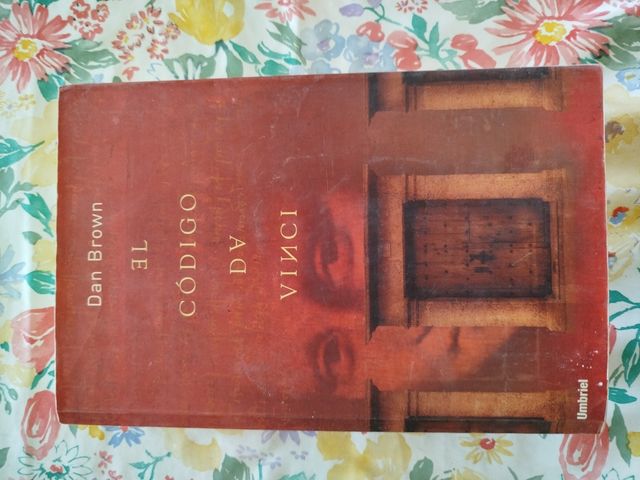 Dan Brown
EL
CÓDIGO
DA
VINCI
Umbriel